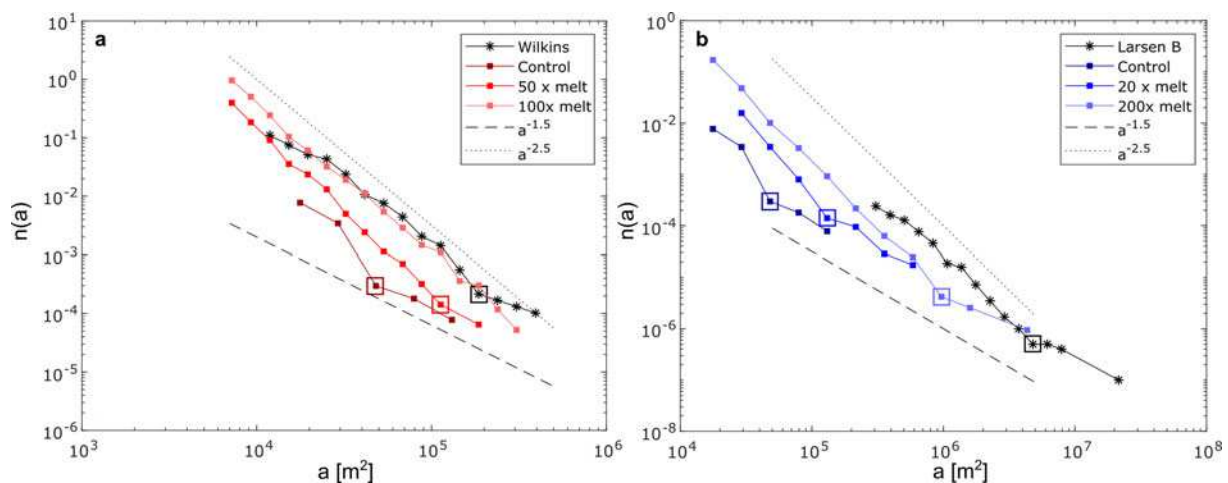 a
n(a)
10^1
10^0
10^-1
10^-2
10^-3
10^-4
10^-5
10^-6
10^3
10^4
10^5
10^6
a [m^2]
Wilkins
Control
50 x melt
100x melt
a^-1.5
a^-2.5
b
n(a)
10^0
10^-2
10^-4
10^-6
10^-8
10^4
10^5
10^6
10^7
10^8
a [m^2]
Larsen B
Control
20 x melt
200x melt
a^-1.5
a^-2.5